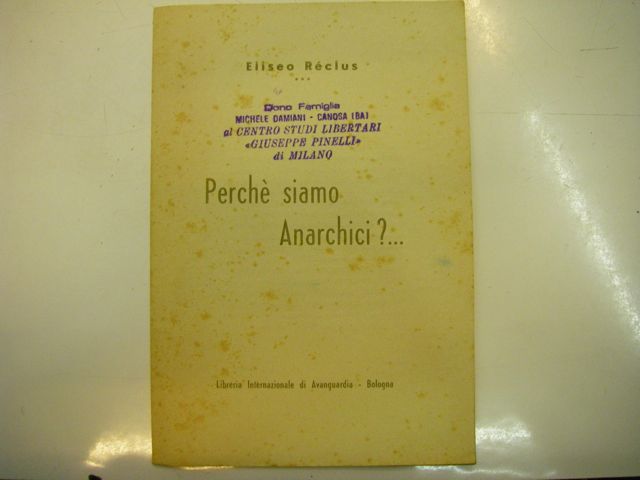 Eliseo Réclus
***
Dono Famiglia
MICHELE DAMIANI - CANOSA (BA)
al CENTRO STUDI LIBERTARI
«GIUSEPPE PINELLI»
di MILANO
Perchè siamo
Anarchici ?...
Libreria Internazionale di Avanguardia - Bologna